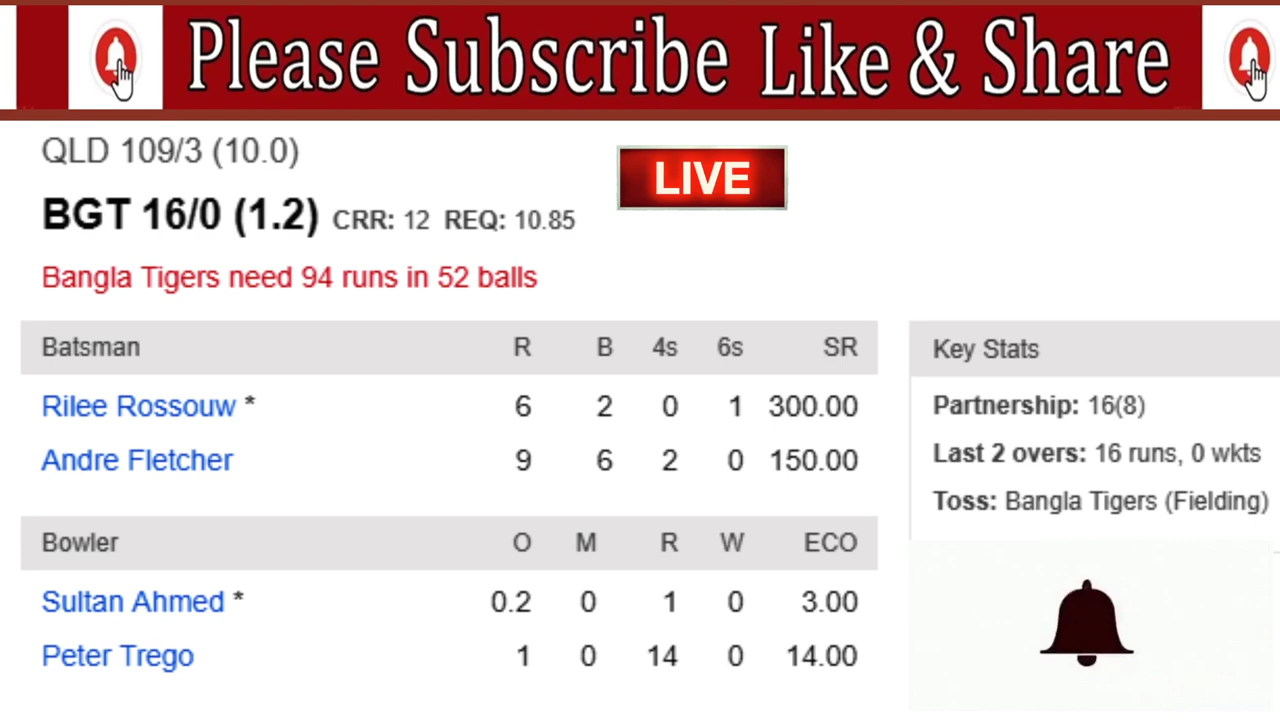 Please Subscribe Like & Share
QLD 109/3 (10.0)
LIVE
BGT 16/0 (1.2) CRR: 12 REQ: 10.85
Bangla Tigers need 94 runs in 52 balls
Batsman R B 4s 6s SR
Rilee Rossouw * 6 2 0 1 300.00
Andre Fletcher 9 6 2 0 150.00
Bowler O M R W ECO
Sultan Ahmed * 0.2 0 1 0 3.00
Peter Trego 1 0 14 0 14.00
Key Stats
Partnership: 16(8)
Last 2 overs: 16 runs, 0 wkts
Toss: Bangla Tigers (Fielding)